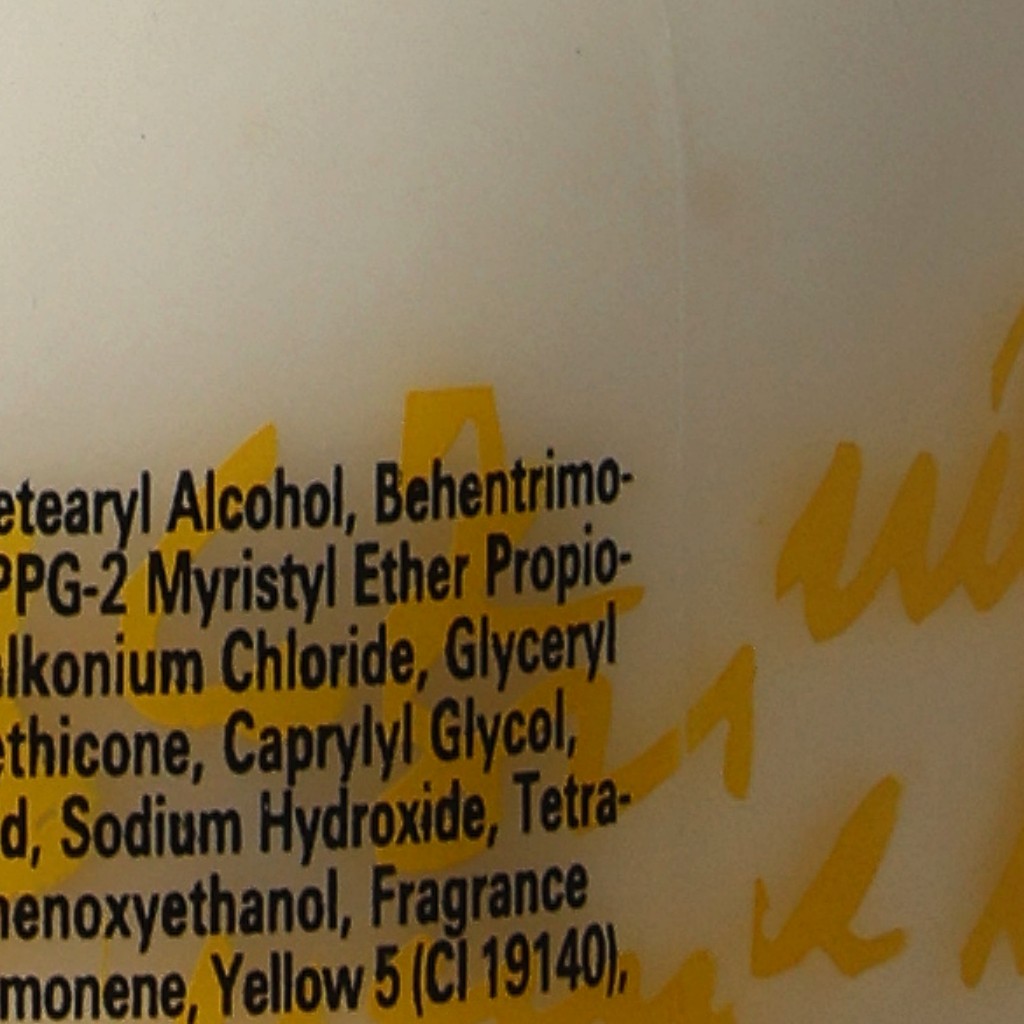 etearyl Alcohol, Behentrimo-
PPG-2 Myristyl Ether Propio-
alkonium Chloride, Glyceryl
ethicone, Caprylyl Glycol,
d, Sodium Hydroxide, Tetra-
henoxyethanol, Fragrance
monene, Yellow 5 (CI 19140),